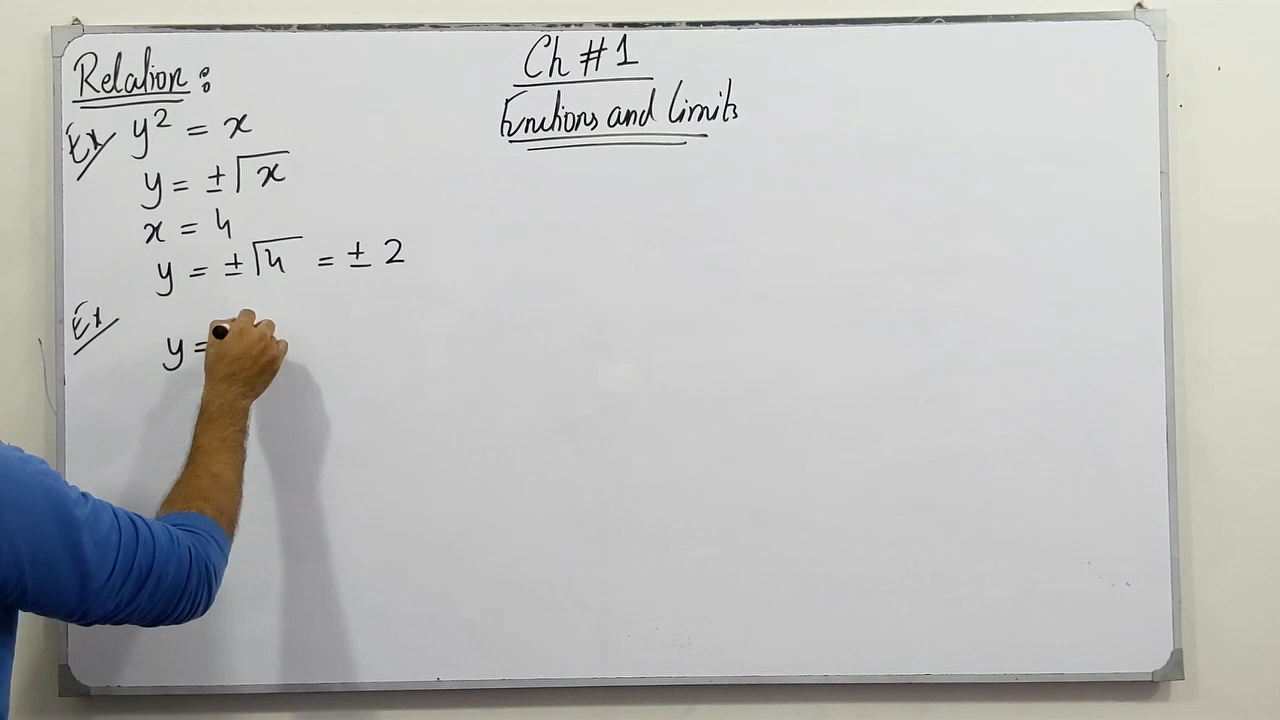 Ch # 1
Functions and Limits
Relation:
Ex y² = x
y = ±√x
x = 4
y = ±√4 = ± 2
Ex
y =